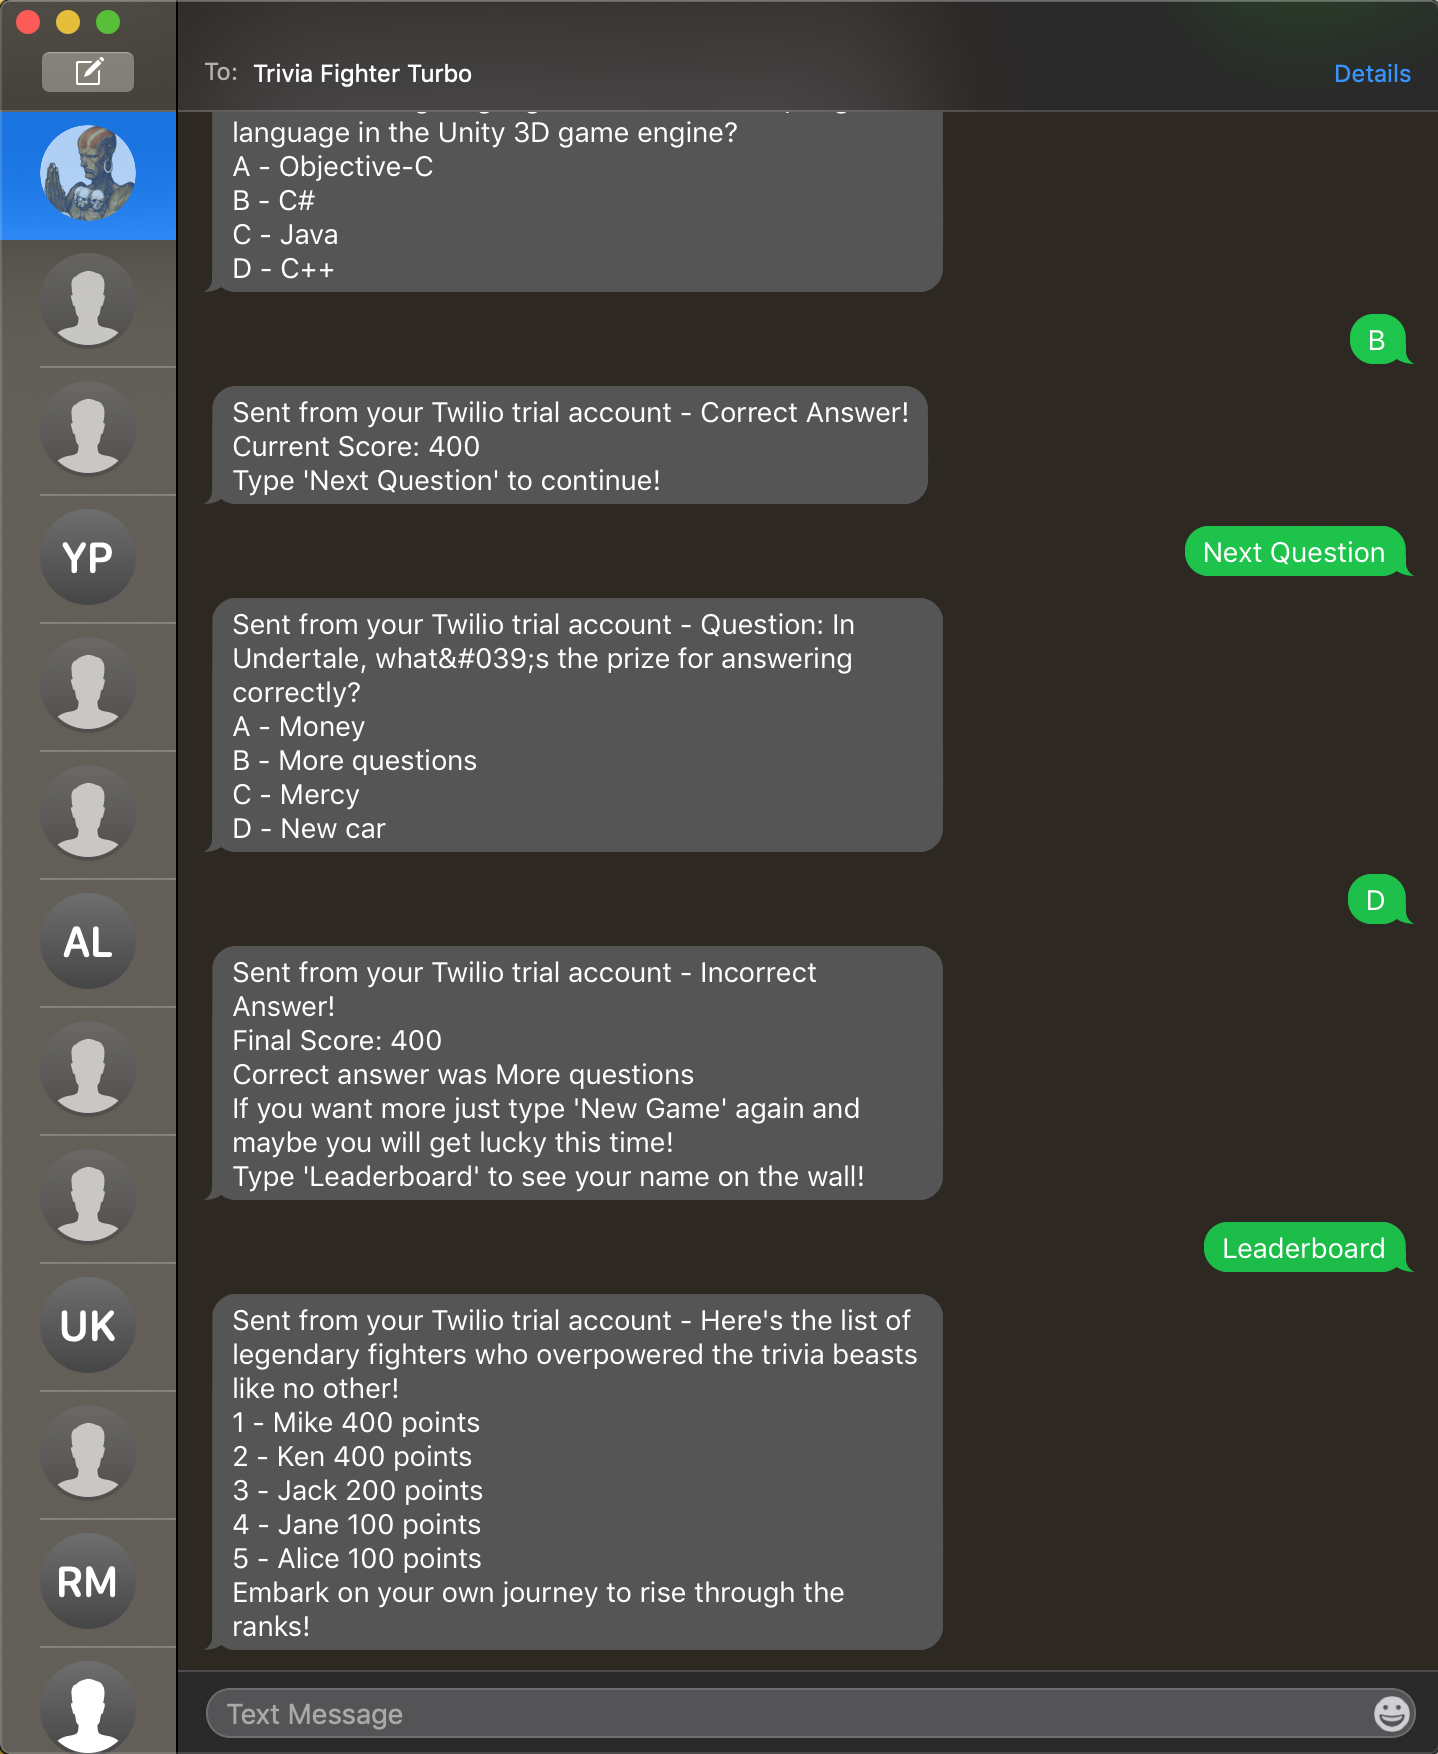 To: Trivia Fighter Turbo
Details
language in the Unity 3D game engine?
A - Objective-C
B - C#
C - Java
D - C++
B
Sent from your Twilio trial account - Correct Answer!
Current Score: 400
Type 'Next Question' to continue!
Next Question
Sent from your Twilio trial account - Question: In
Undertale, what&#039;s the prize for answering
correctly?
A - Money
B - More questions
C - Mercy
D - New car
D
Sent from your Twilio trial account - Incorrect
Answer!
Final Score: 400
Correct answer was More questions
If you want more just type 'New Game' again and
maybe you will get lucky this time!
Type 'Leaderboard' to see your name on the wall!
Leaderboard
Sent from your Twilio trial account - Here's the list of
legendary fighters who overpowered the trivia beasts
like no other!
1 - Mike 400 points
2 - Ken 400 points
3 - Jack 200 points
4 - Jane 100 points
5 - Alice 100 points
Embark on your own journey to rise through the
ranks!
Text Message
YP
AL
UK
RM